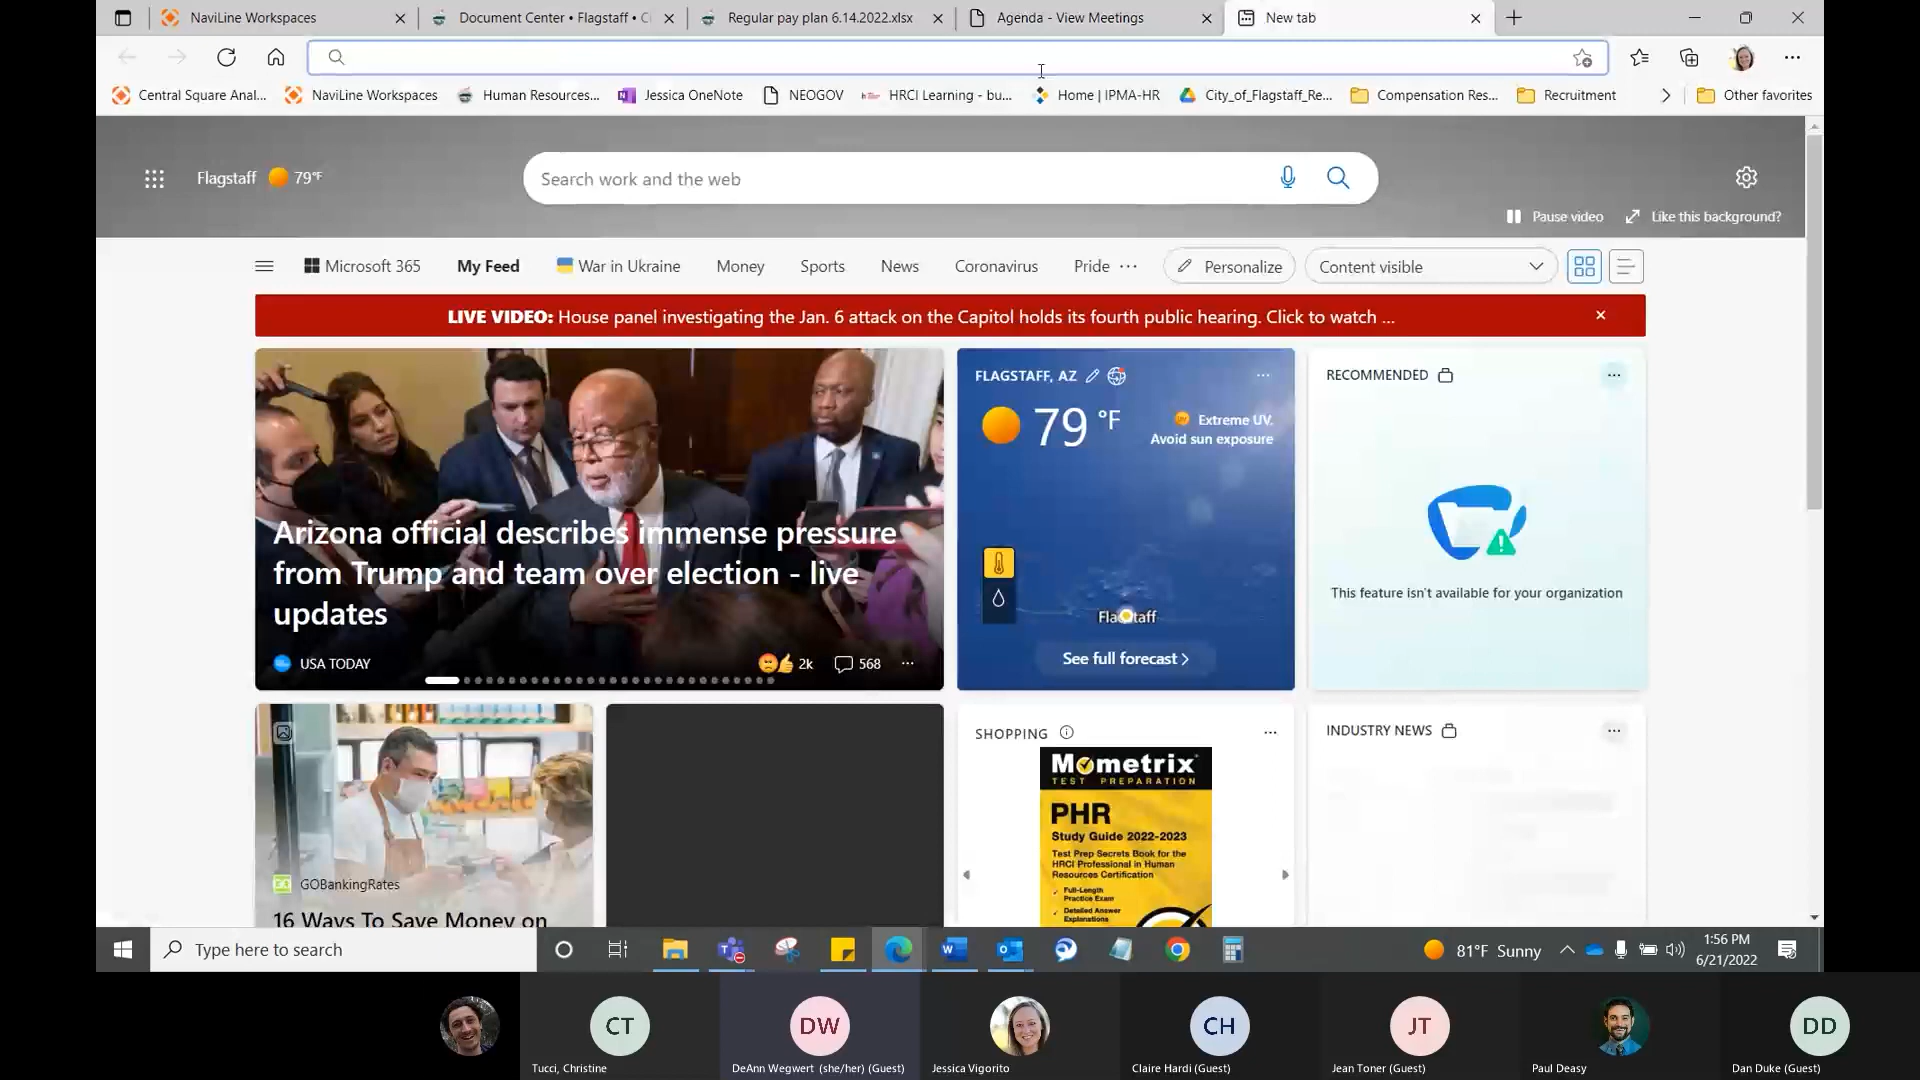 NaviLine Workspaces
Document Center • Flagstaff • C
Regular pay plan 6.14.2022.xlsx
Agenda - View Meetings
New tab
Central Square Anal...
NaviLine Workspaces
Human Resources...
Jessica OneNote
NEOGOV
HRCI Learning - bu...
Home | IPMA-HR
City_of_Flagstaff_Re...
Compensation Res...
Recruitment
Other favorites
Flagstaff 79°F
Search work and the web
Pause video
Like this background?
Microsoft 365
My Feed
War in Ukraine
Money
Sports
News
Coronavirus
Pride
Personalize
Content visible
LIVE VIDEO: House panel investigating the Jan. 6 attack on the Capitol holds its fourth public hearing. Click to watch ...
Arizona official describes immense pressure
from Trump and team over election - live
updates
USA TODAY
2k
568
FLAGSTAFF, AZ
79 °F
Extreme UV.
Avoid sun exposure
Flagstaff
See full forecast
RECOMMENDED
This feature isn't available for your organization
GOBankingRates
16 Ways To Save Money on
SHOPPING
Mometrix
TEST PREPARATION
PHR
Study Guide 2022-2023
Test Prep Secrets Book for the
HRCI Professional in Human
Resources Certification
Full-Length
Practice Exam
Detailed Answer
Explanations
INDUSTRY NEWS
Type here to search
81°F Sunny
1:56 PM
6/21/2022
CT
DW
CH
JT
DD
Tucci, Christine
DeAnn Wegwert (she/her) (Guest)
Jessica Vigorito
Claire Hardi (Guest)
Jean Toner (Guest)
Paul Deasy
Dan Duke (Guest)